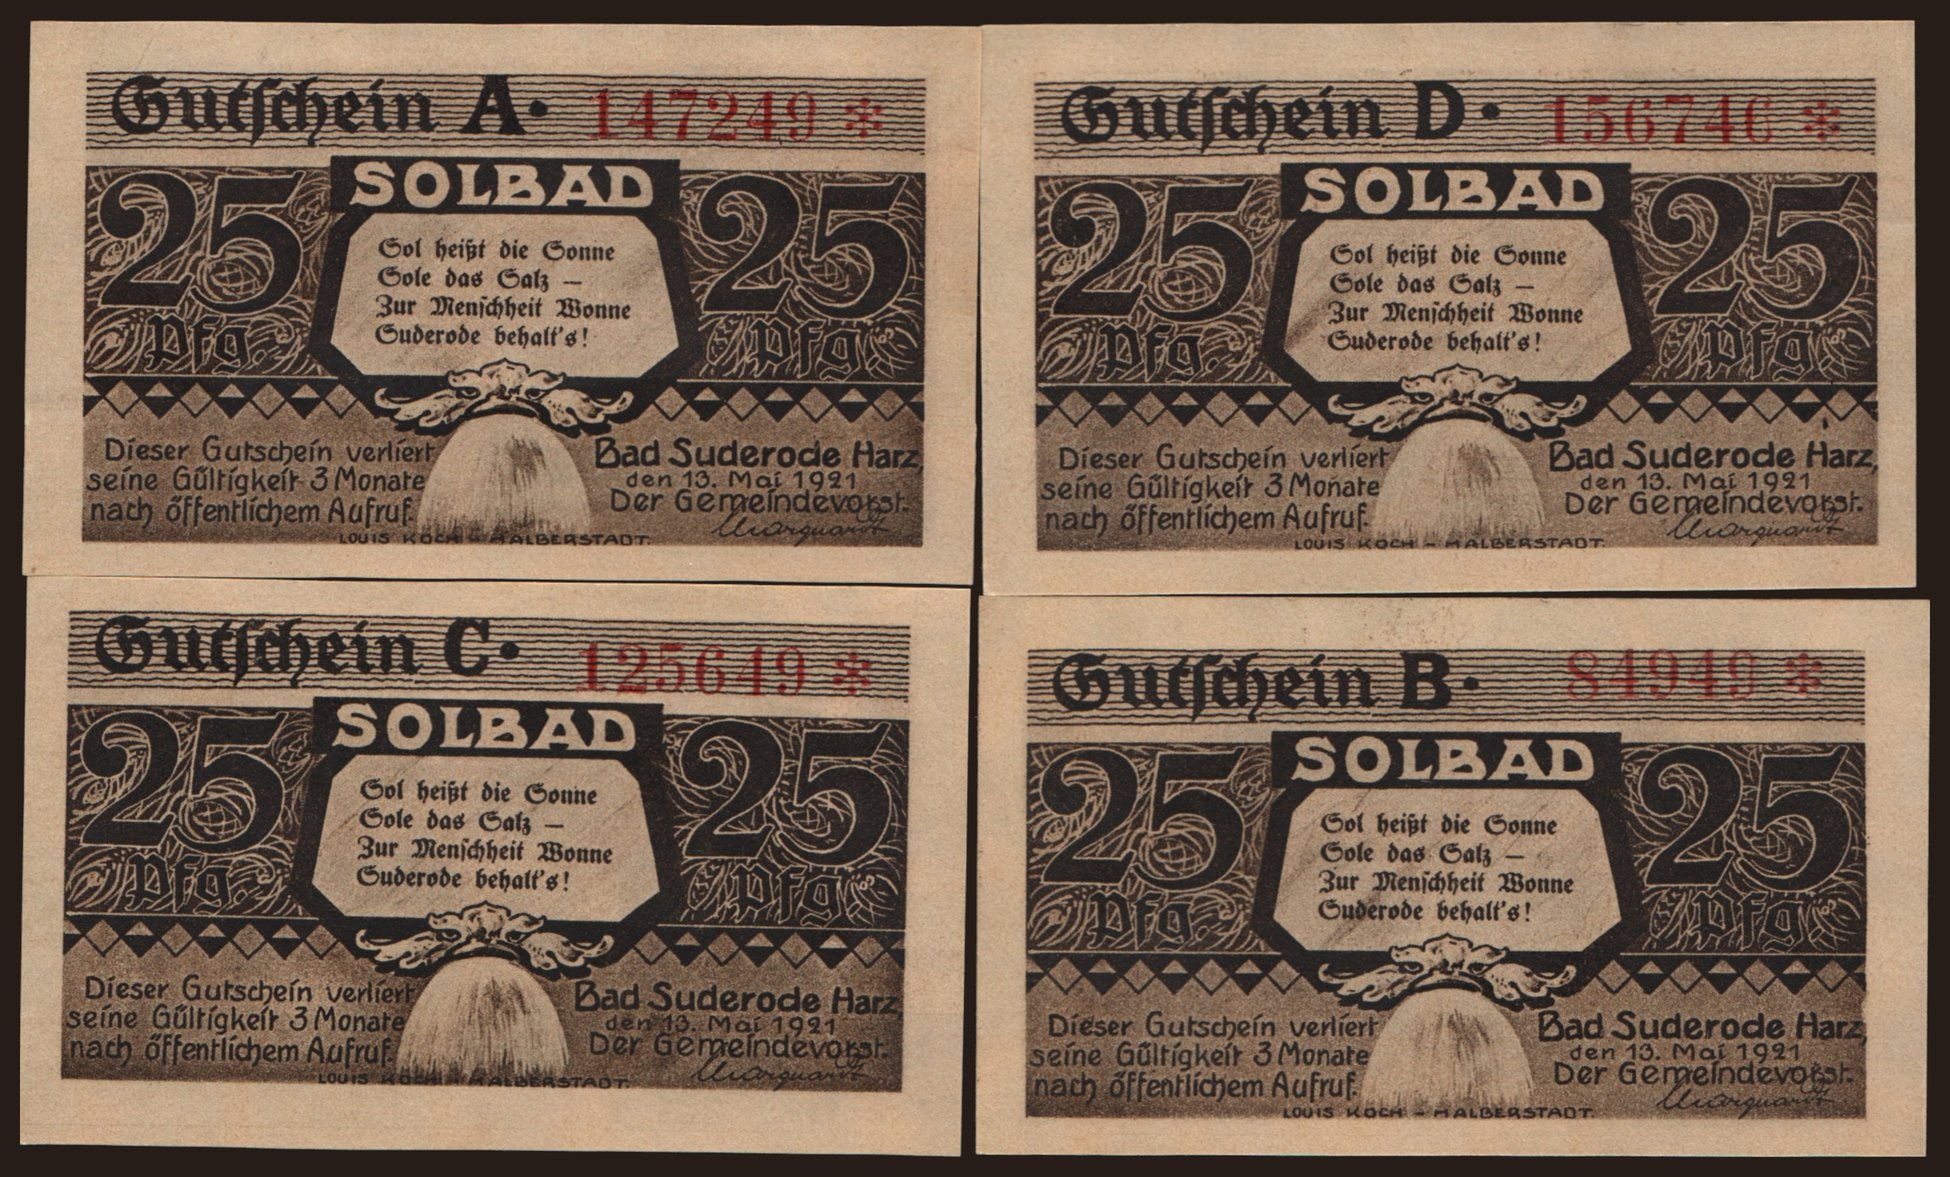 Gutschein A. 147249 *
25 SOLBAD 25
Pfg. Pfg.
Sol heißt die Sonne
Sole das Salz —
Zur Menschheit Wonne
Suderode behalt's!
Dieser Gutschein verliert
seine Gültigkeit 3 Monate
nach öffentlichem Aufruf.
Bad Suderode Harz,
den 13. Mai 1921
Der Gemeindevorst.
Marquardt
LOUIS KOCH – HALBERSTADT.
Gutschein D. 156746 *
25 SOLBAD 25
Pfg. Pfg.
Sol heißt die Sonne
Sole das Salz —
Zur Menschheit Wonne
Suderode behalt's!
Dieser Gutschein verliert
seine Gültigkeit 3 Monate
nach öffentlichem Aufruf.
Bad Suderode Harz,
den 13. Mai 1921
Der Gemeindevorst.
Marquardt
LOUIS KOCH – HALBERSTADT.
Gutschein C. 125649 *
25 SOLBAD 25
Pfg. Pfg.
Sol heißt die Sonne
Sole das Salz —
Zur Menschheit Wonne
Suderode behalt's!
Dieser Gutschein verliert
seine Gültigkeit 3 Monate
nach öffentlichem Aufruf.
Bad Suderode Harz,
den 13. Mai 1921
Der Gemeindevorst.
Marquardt
LOUIS KOCH – HALBERSTADT.
Gutschein B. 84949 *
25 SOLBAD 25
Pfg. Pfg.
Sol heißt die Sonne
Sole das Salz —
Zur Menschheit Wonne
Suderode behalt's!
Dieser Gutschein verliert
seine Gültigkeit 3 Monate
nach öffentlichem Aufruf.
Bad Suderode Harz,
den 13. Mai 1921
Der Gemeindevorst.
Marquardt
LOUIS KOCH – HALBERSTADT.